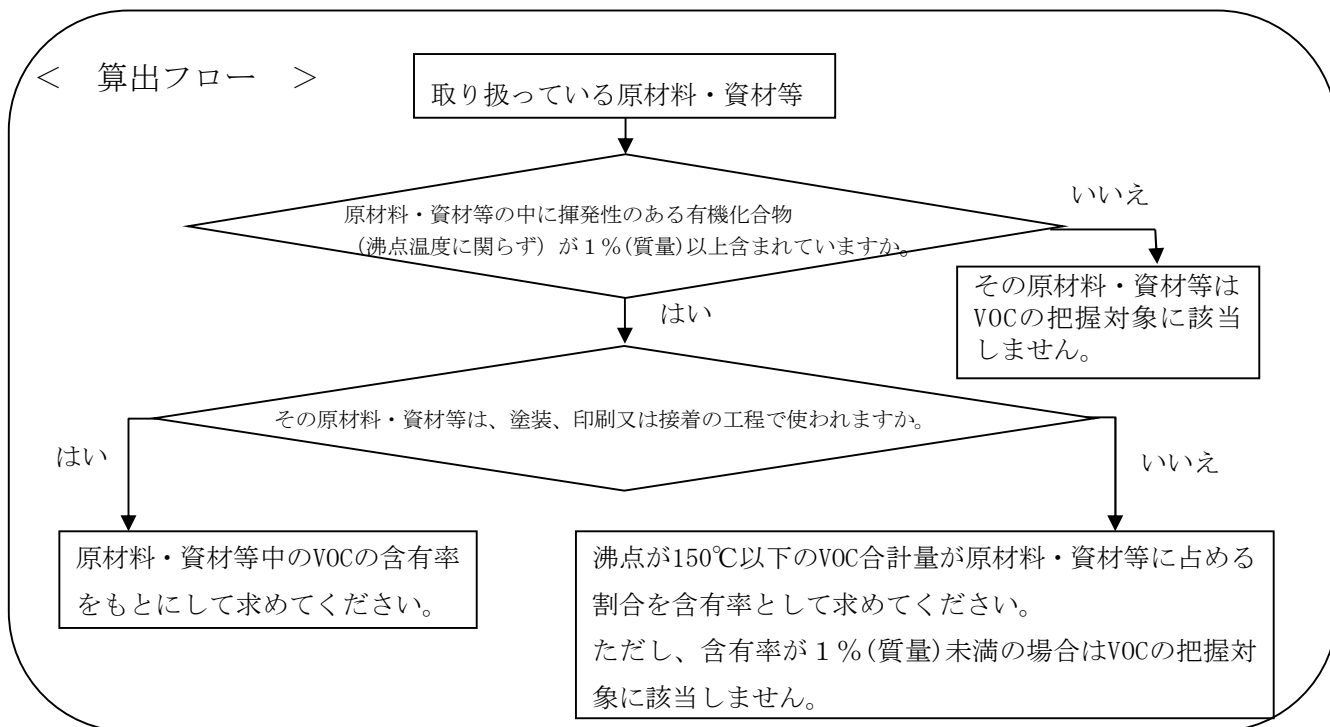 ＜　算出フロー　＞
取り扱っている原材料・資材等
原材料・資材等の中に揮発性のある有機化合物
（沸点温度に関らず）が１％(質量)以上含まれていますか。
いいえ
その原材料・資材等は
VOCの把握対象に該当
しません。
はい
その原材料・資材等は、塗装、印刷又は接着の工程で使われますか。
はい
いいえ
原材料・資材等中のVOCの含有率
をもとにして求めてください。
沸点が150℃以下のVOC合計量が原材料・資材等に占める
割合を含有率として求めてください。
ただし、含有率が１％(質量)未満の場合はVOCの把握対
象に該当しません。